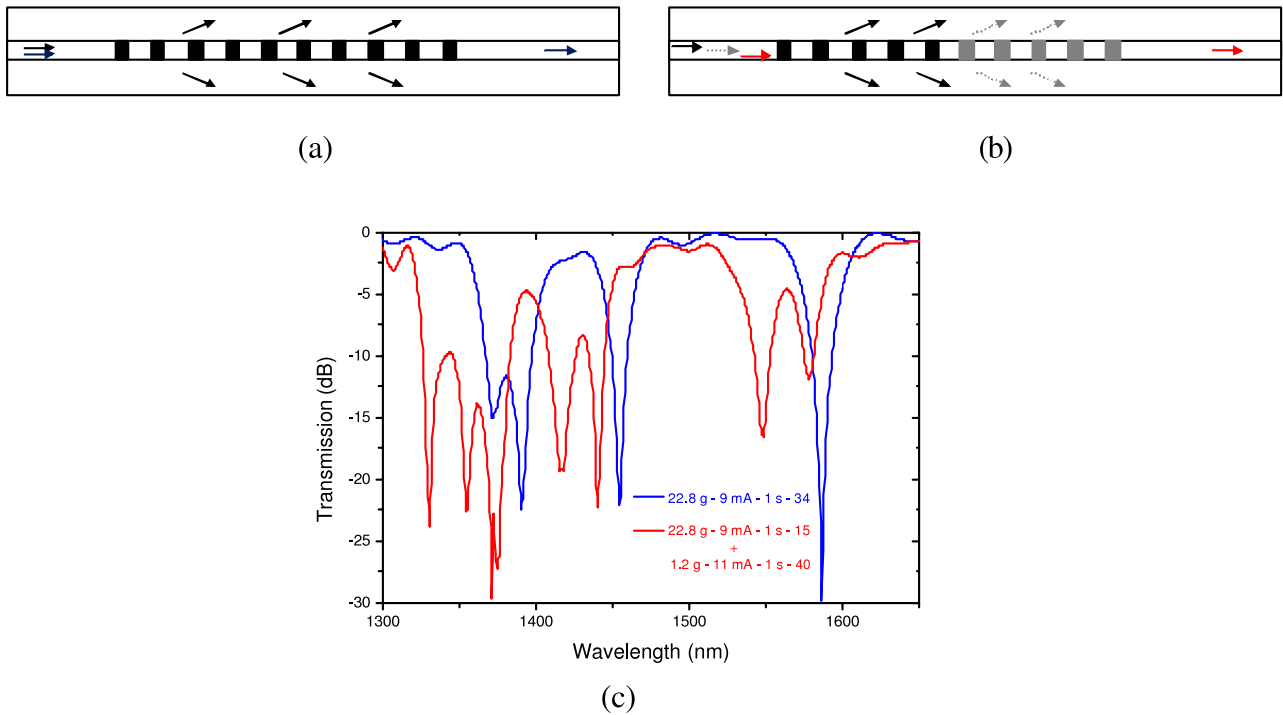 (a)
(b)
0
-5
-10
-15
-20
-25
-30
Transmission (dB)
22.8 g - 9 mA - 1 s - 34
22.8 g - 9 mA - 1 s - 15
+
1.2 g - 11 mA - 1 s - 40
1300
1400
1500
1600
Wavelength (nm)
(c)